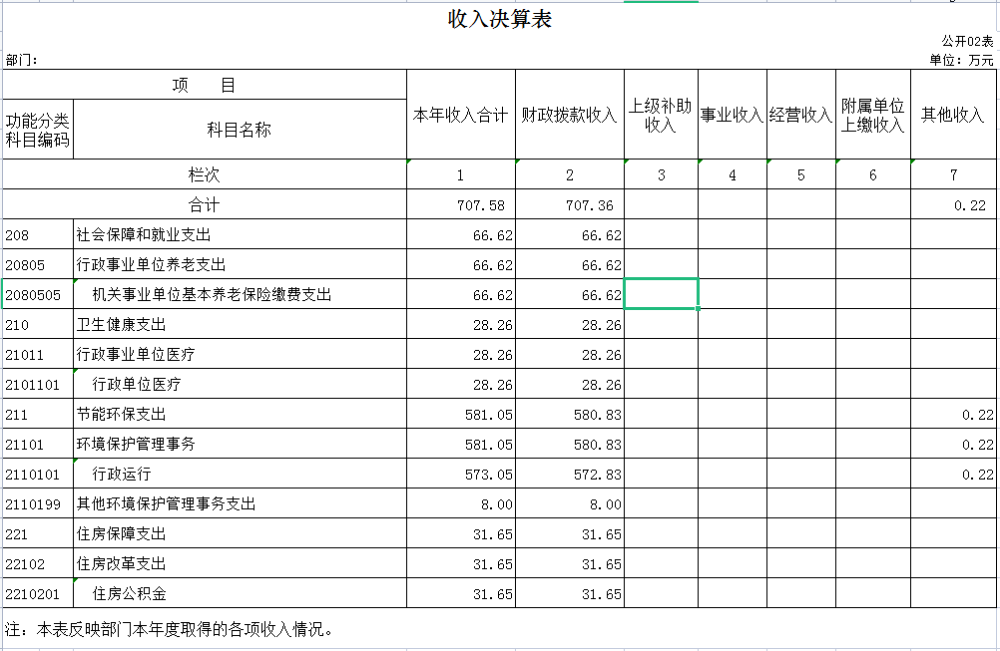 收入决算表
公开02表
部门：
单位：万元
项 目
本年收入合计 财政拨款收入 上级补助收入 事业收入 经营收入 附属单位上缴收入 其他收入
功能分类科目编码 科目名称
栏次 1 2 3 4 5 6 7
合计 707.58 707.36 0.22
208 社会保障和就业支出 66.62 66.62
20805 行政事业单位养老支出 66.62 66.62
2080505 机关事业单位基本养老保险缴费支出 66.62 66.62
210 卫生健康支出 28.26 28.26
21011 行政事业单位医疗 28.26 28.26
2101101 行政单位医疗 28.26 28.26
211 节能环保支出 581.05 580.83 0.22
21101 环境保护管理事务 581.05 580.83 0.22
2110101 行政运行 573.05 572.83 0.22
2110199 其他环境保护管理事务支出 8.00 8.00
221 住房保障支出 31.65 31.65
22102 住房改革支出 31.65 31.65
2210201 住房公积金 31.65 31.65
注：本表反映部门本年度取得的各项收入情况。